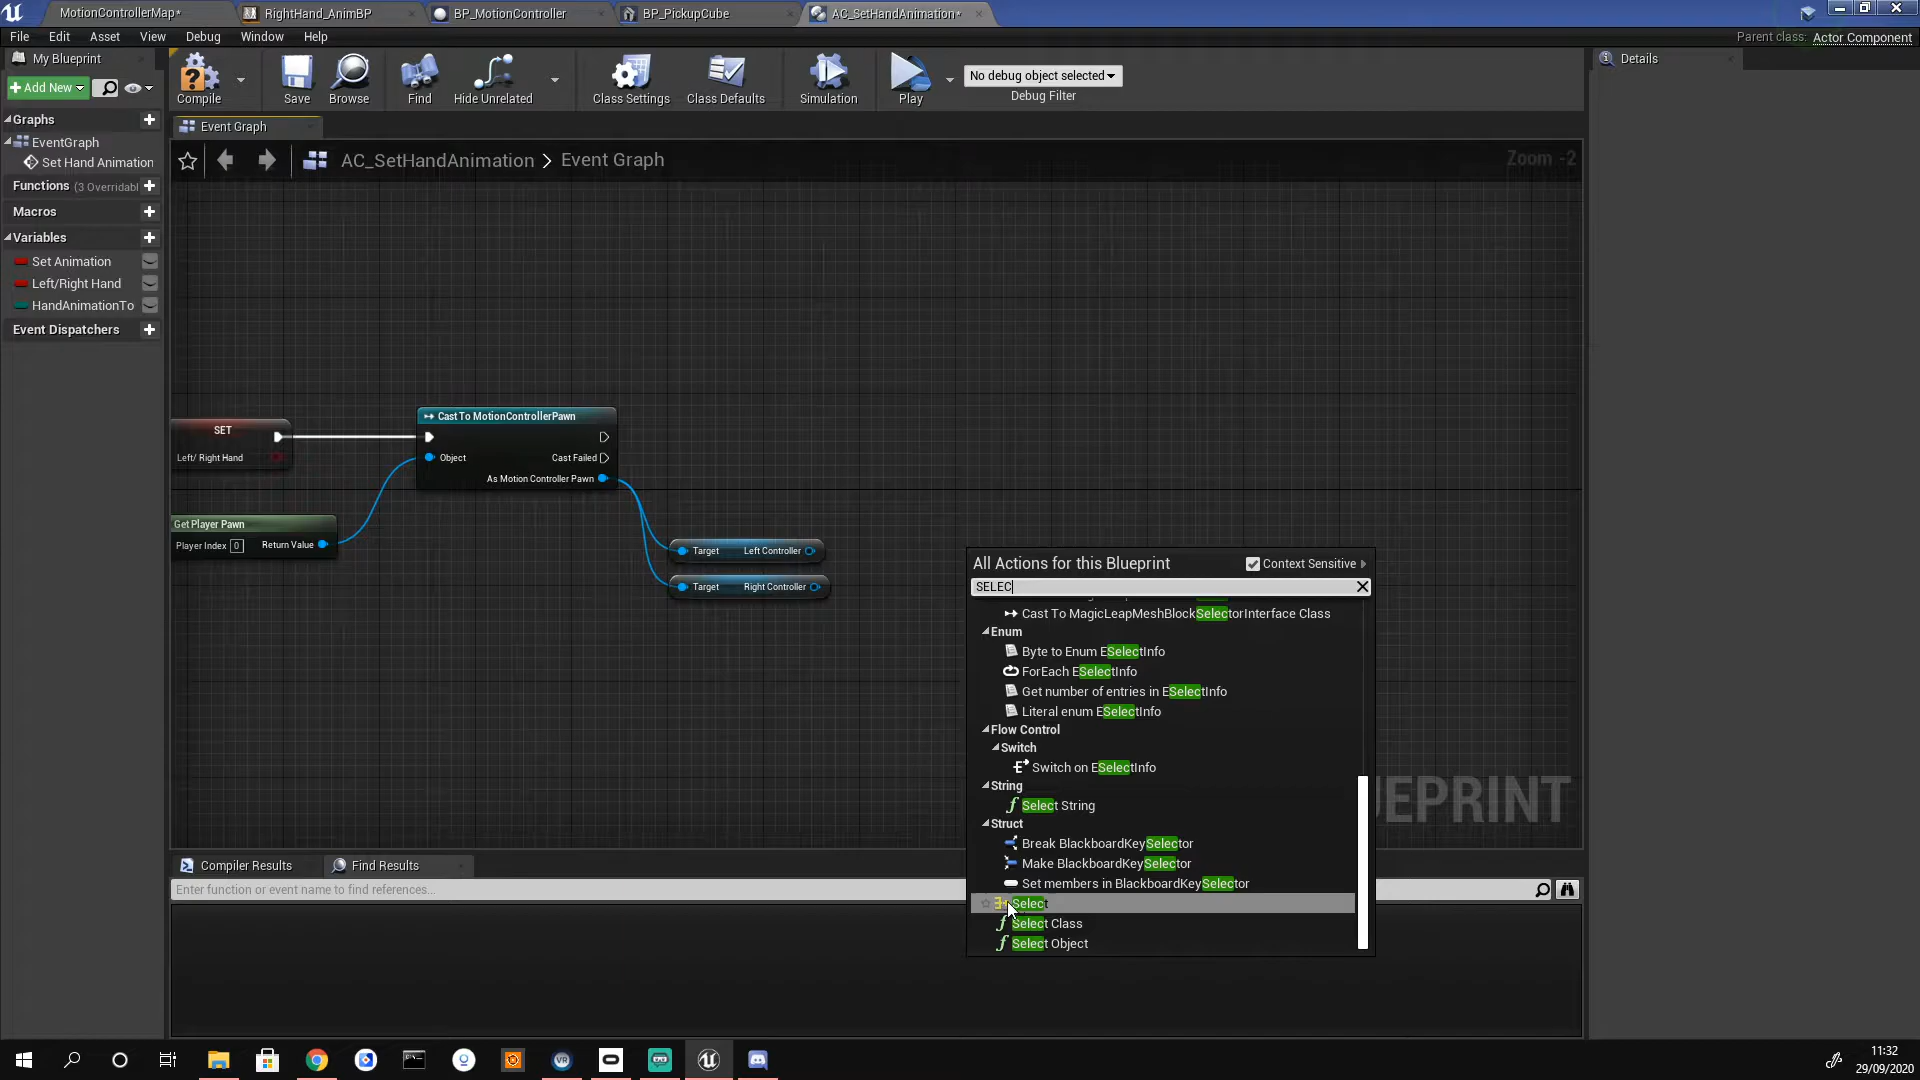 MotionControllerMap*
RightHand_AnimBP
BP_MotionController
BP_PickupCube
AC_SetHandAnimation*
File Edit Asset View Debug Window Help
Parent class: Actor Component
My Blueprint
Add New
Compile
Save
Browse
Find
Hide Unrelated
Class Settings
Class Defaults
Simulation
Play
No debug object selected
Debug Filter
Details
Graphs
EventGraph
Set Hand Animation
Functions (3 Overridabl
Macros
Variables
Set Animation
Left/Right Hand
HandAnimationTo
Event Dispatchers
Event Graph
AC_SetHandAnimation > Event Graph
Zoom -2
SET
Left/ Right Hand
Cast To MotionControllerPawn
Object
Cast Failed
As Motion Controller Pawn
Get Player Pawn
Player Index 0 Return Value
Target Left Controller
Target Right Controller
All Actions for this Blueprint
Context Sensitive
SELEC
Cast To MagicLeapMeshBlockSelectorInterface Class
Enum
Byte to Enum ESelectInfo
ForEach ESelectInfo
Get number of entries in ESelectInfo
Literal enum ESelectInfo
Flow Control
Switch
Switch on ESelectInfo
String
Select String
Struct
Break BlackboardKeySelector
Make BlackboardKeySelector
Set members in BlackboardKeySelector
Select
Select Class
Select Object
UEPRINT
Compiler Results
Find Results
Enter function or event name to find references...
11:32
29/09/2020